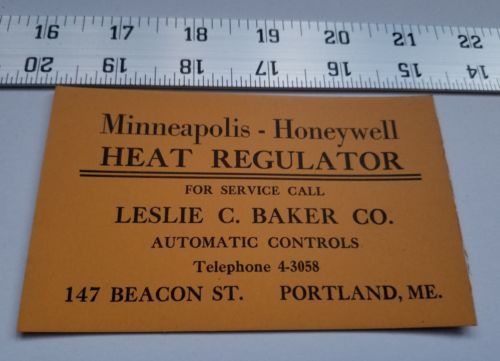 16 17 18 19 20 21 22
20 19 18 17 16 15 14
Minneapolis - Honeywell
HEAT REGULATOR
FOR SERVICE CALL
LESLIE C. BAKER CO.
AUTOMATIC CONTROLS
Telephone 4-3058
147 BEACON ST. PORTLAND, ME.